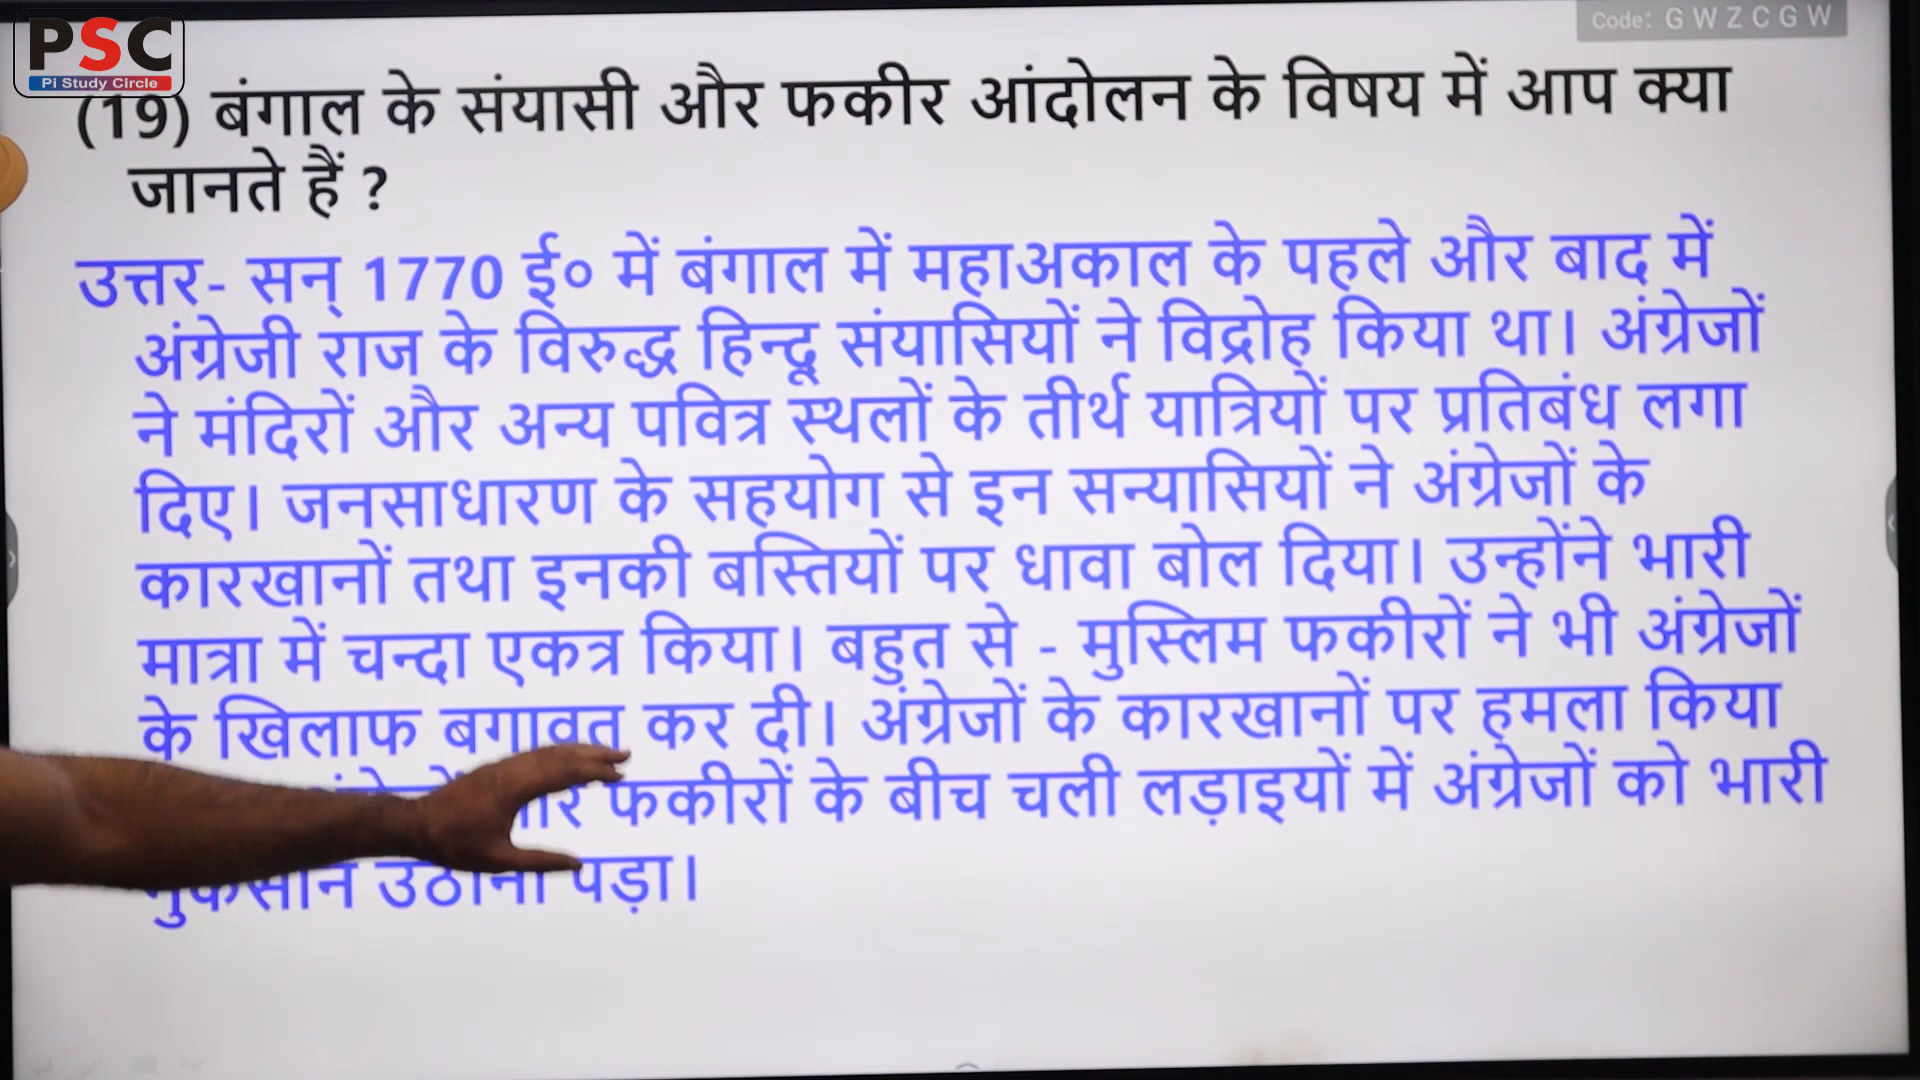 PSC
Pi Study Circle
Code: G W Z C G W
(19) बंगाल के संयासी और फकीर आंदोलन के विषय में आप क्या
जानते हैं ?
उत्तर- सन् 1770 ई० में बंगाल में महाअकाल के पहले और बाद में
अंग्रेजी राज के विरुद्ध हिन्दू संयासियों ने विद्रोह किया था। अंग्रेजों
ने मंदिरों और अन्य पवित्र स्थलों के तीर्थ यात्रियों पर प्रतिबंध लगा
दिए। जनसाधारण के सहयोग से इन सन्यासियों ने अंग्रेजों के
कारखानों तथा इनकी बस्तियों पर धावा बोल दिया। उन्होंने भारी
मात्रा में चन्दा एकत्र किया। बहुत से - मुस्लिम फकीरों ने भी अंग्रेजों
के खिलाफ बगावत कर दी। अंग्रेजों के कारखानों पर हमला किया
फकीरों के बीच चली लड़ाइयों में अंग्रेजों को भारी
नुकसान उठाना पड़ा।